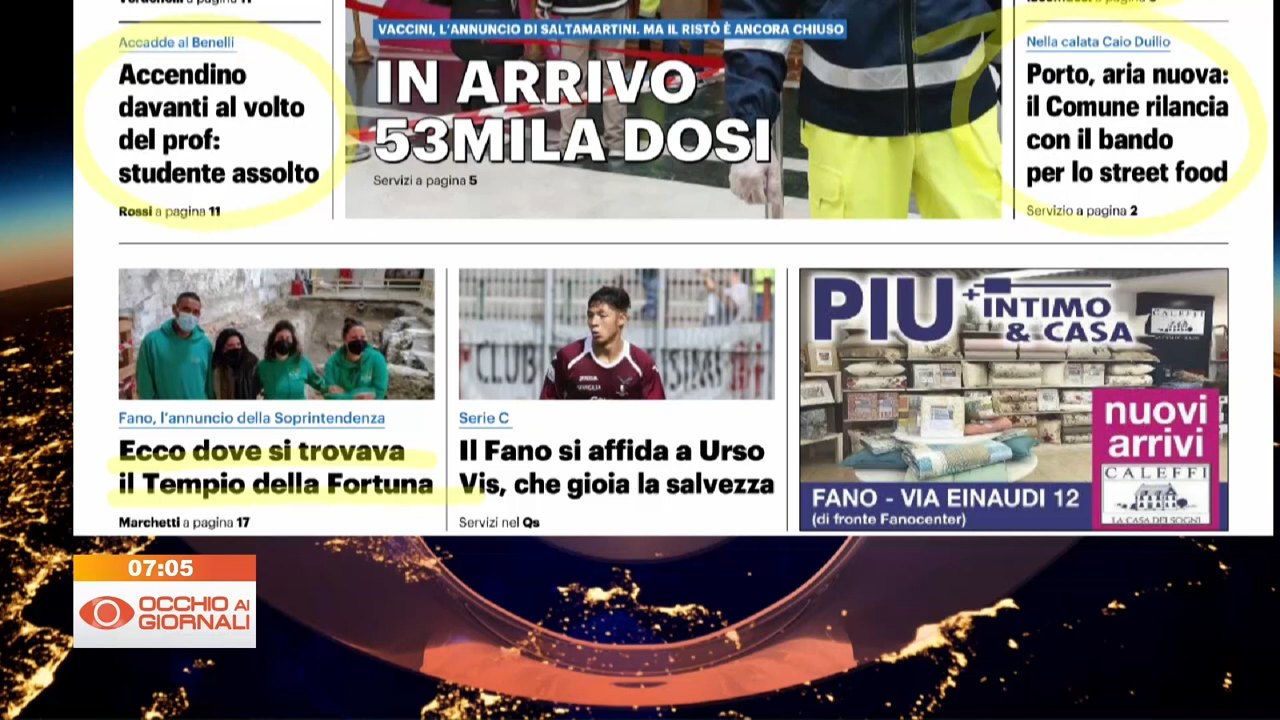 Accadde al Benelli
Accendino
davanti al volto
del prof:
studente assolto
Rossi a pagina 11
VACCINI, L'ANNUNCIO DI SALTAMARTINI. MA IL RISTÒ È ANCORA CHIUSO
IN ARRIVO
53MILA DOSI
Servizi a pagina 5
Nella calata Caio Duilio
Porto, aria nuova:
il Comune rilancia
con il bando
per lo street food
Servizio a pagina 2
Fano, l'annuncio della Soprintendenza
Ecco dove si trovava
il Tempio della Fortuna
Marchetti a pagina 17
CLUB
Serie C
Il Fano si affida a Urso
Vis, che gioia la salvezza
Servizi nel Qs
PIU+ INTIMO
& CASA
CALEFFI
nuovi
arrivi
CALEFFI
LA CASA DEI SOGNI
FANO - VIA EINAUDI 12
(di fronte Fanocenter)
07:05
OCCHIO AI
GIORNALI